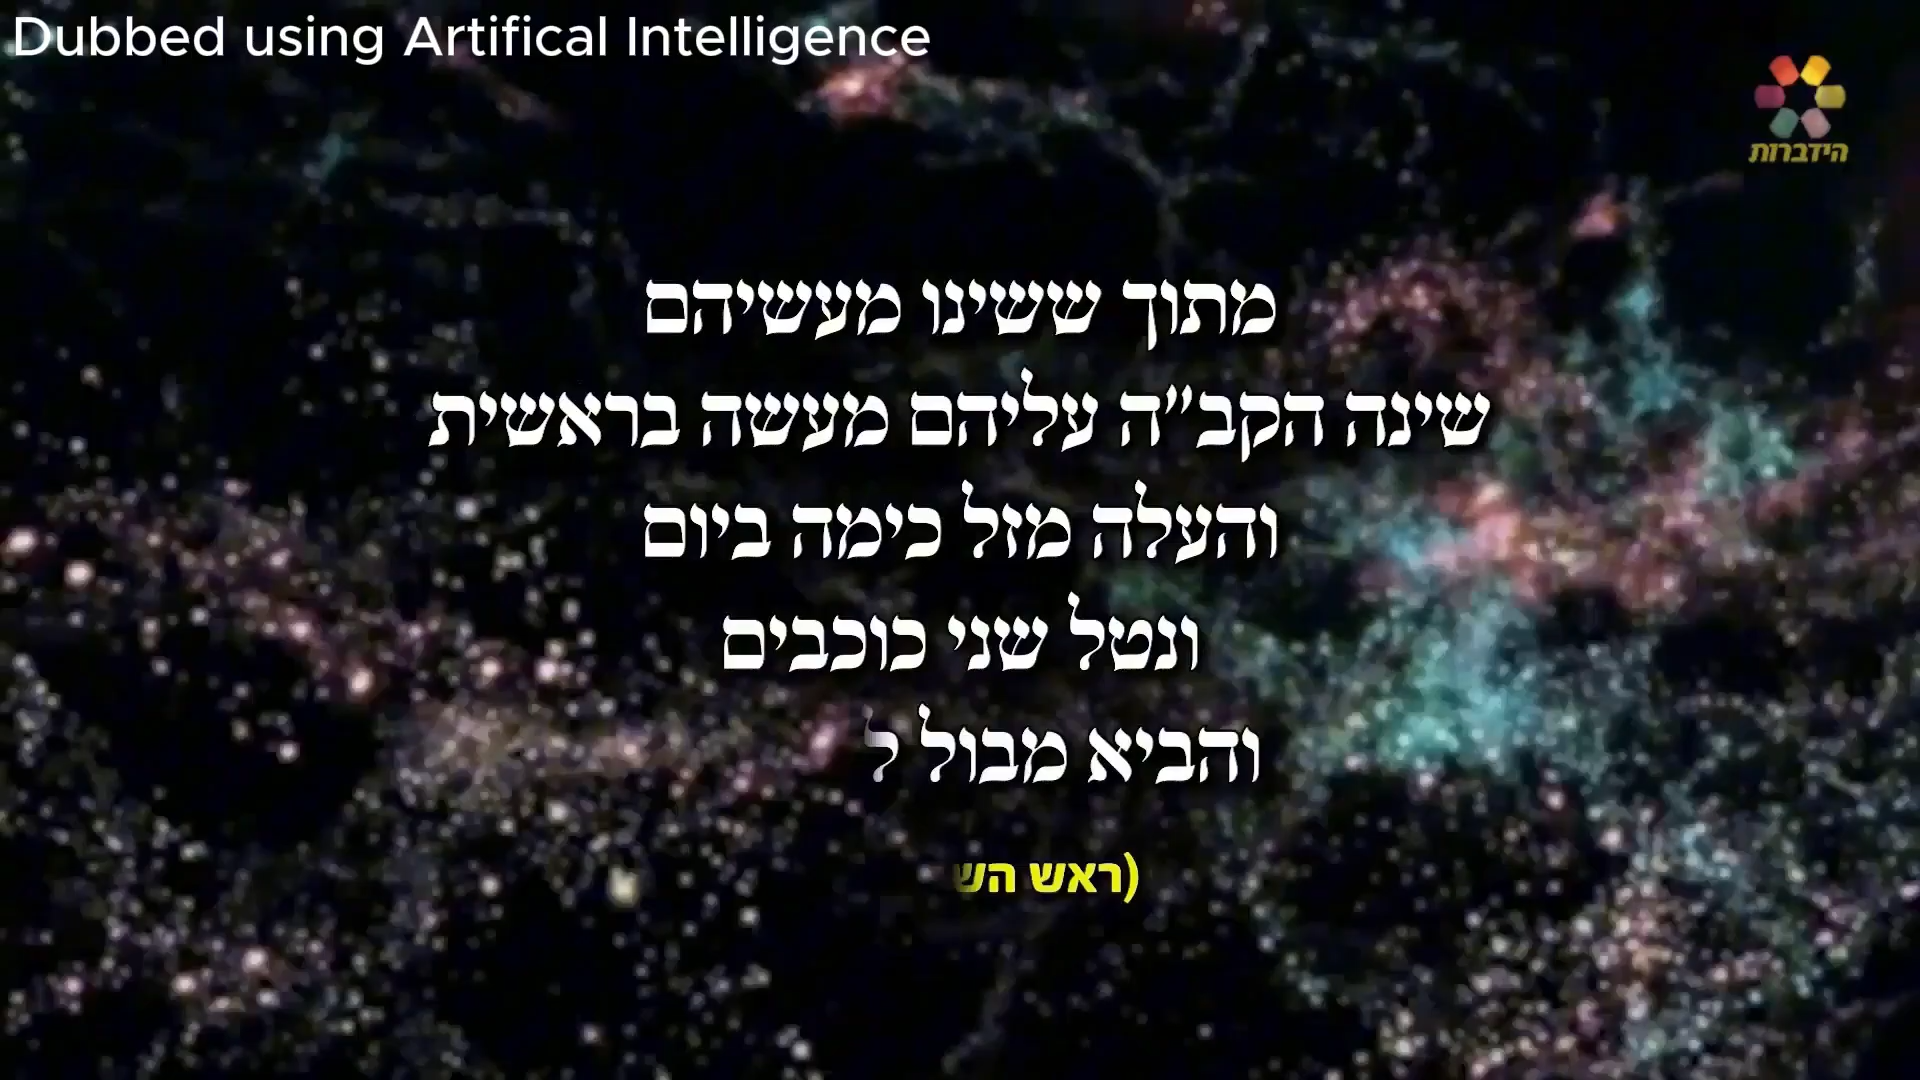 Dubbed using Artifical Intelligence
הידברות
מתוך ששינו מעשיהם
שינה הקב"ה עליהם מעשה בראשית
והעלה מזל כימה ביום
ונטל שני כוכבים
והביא מבול ל
(ראש הש